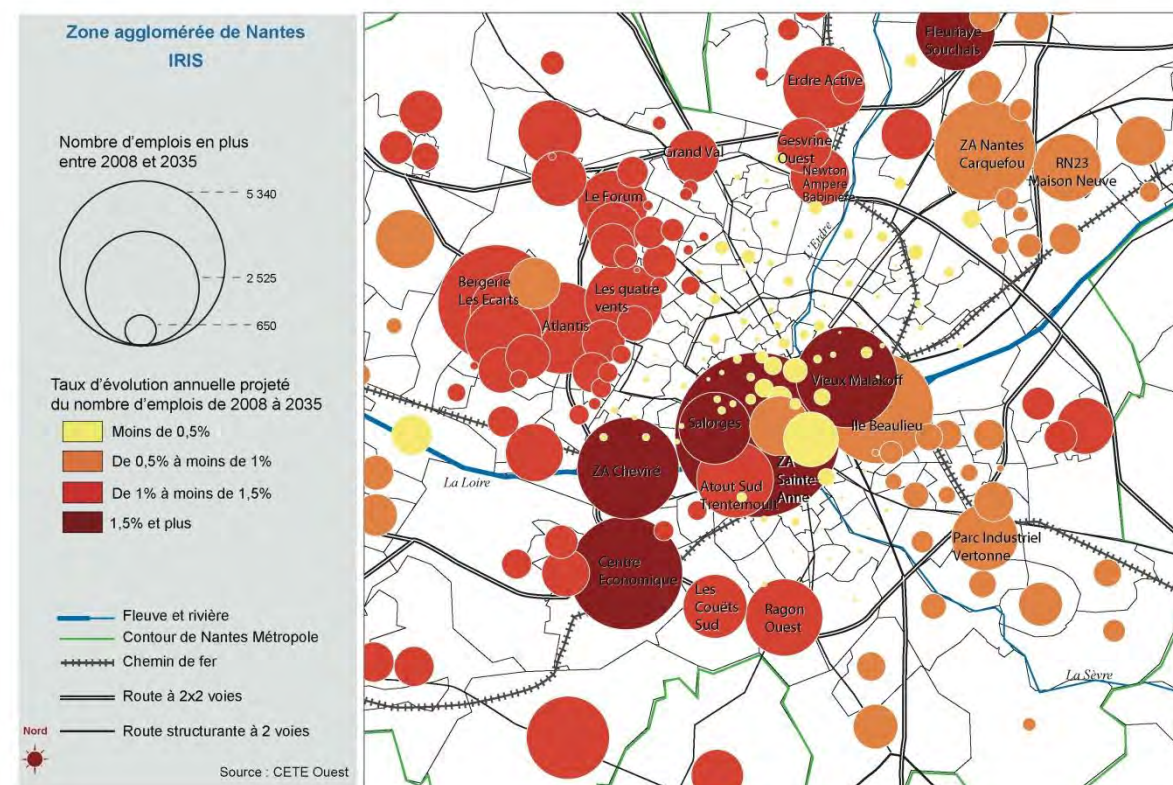 Zone agglomérée de Nantes
IRIS
Nombre d'emplois en plus
entre 2008 et 2035
5 340
2 525
650
Taux d'évolution annuelle projeté
du nombre d'emplois de 2008 à 2035
Moins de 0,5%
De 0,5% à moins de 1%
De 1% à moins de 1,5%
1,5% et plus
Fleuve et rivière
Contour de Nantes Métropole
Chemin de fer
Route à 2x2 voies
Route structurante à 2 voies
Nord
Source : CETE Ouest
Fleuriaye
Souchais
Erdre Active
Grand Val
Gesvrine
Ouest
Newton
Ampère
Babinière
ZA Nantes
Carquefou
RN23
Maison Neuve
Le Forum
L'Erdre
Bergerie
Les Ecarts
Atlantis
Les quatre
vents
Vieux Malakoff
Ile Beaulieu
Salorges
ZA Cheviré
La Loire
Atout Sud
Trentemoult
ZA
Sainte
Anne
Parc Industriel
Vertonne
Centre
Economique
Les
Couëts
Sud
Ragon
Ouest
La Sèvre